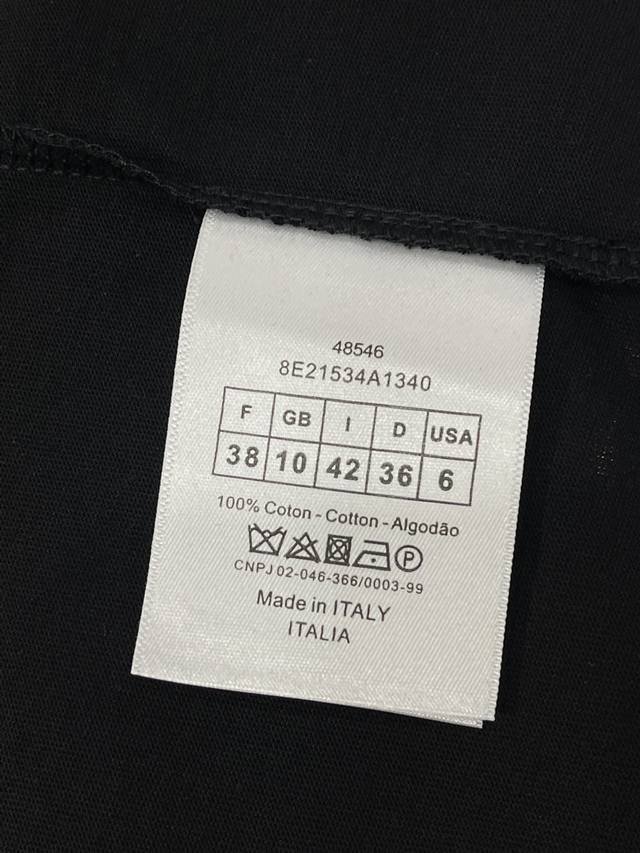 48546
8E21534A1340
F GB I D USA
38 10 42 36 6
100% Coton - Cotton - Algodão
P
CNPJ 02-046-366/0003-99
Made in ITALY
ITALIA